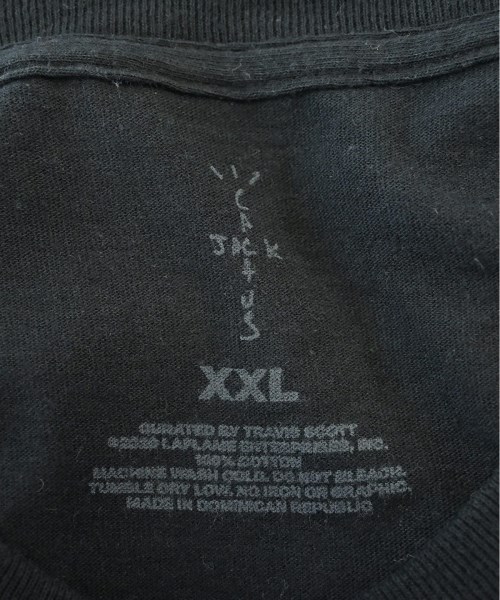 CACTUS
JACK
XXL
CURATED BY TRAVIS SCOTT
©2020 LAFLAME ENTERPRISES, INC.
100% COTTON
MACHINE WASH COLD. DO NOT BLEACH.
TUMBLE DRY LOW. NO IRON OR GRAPHIC.
MADE IN DOMINICAN REPUBLIC